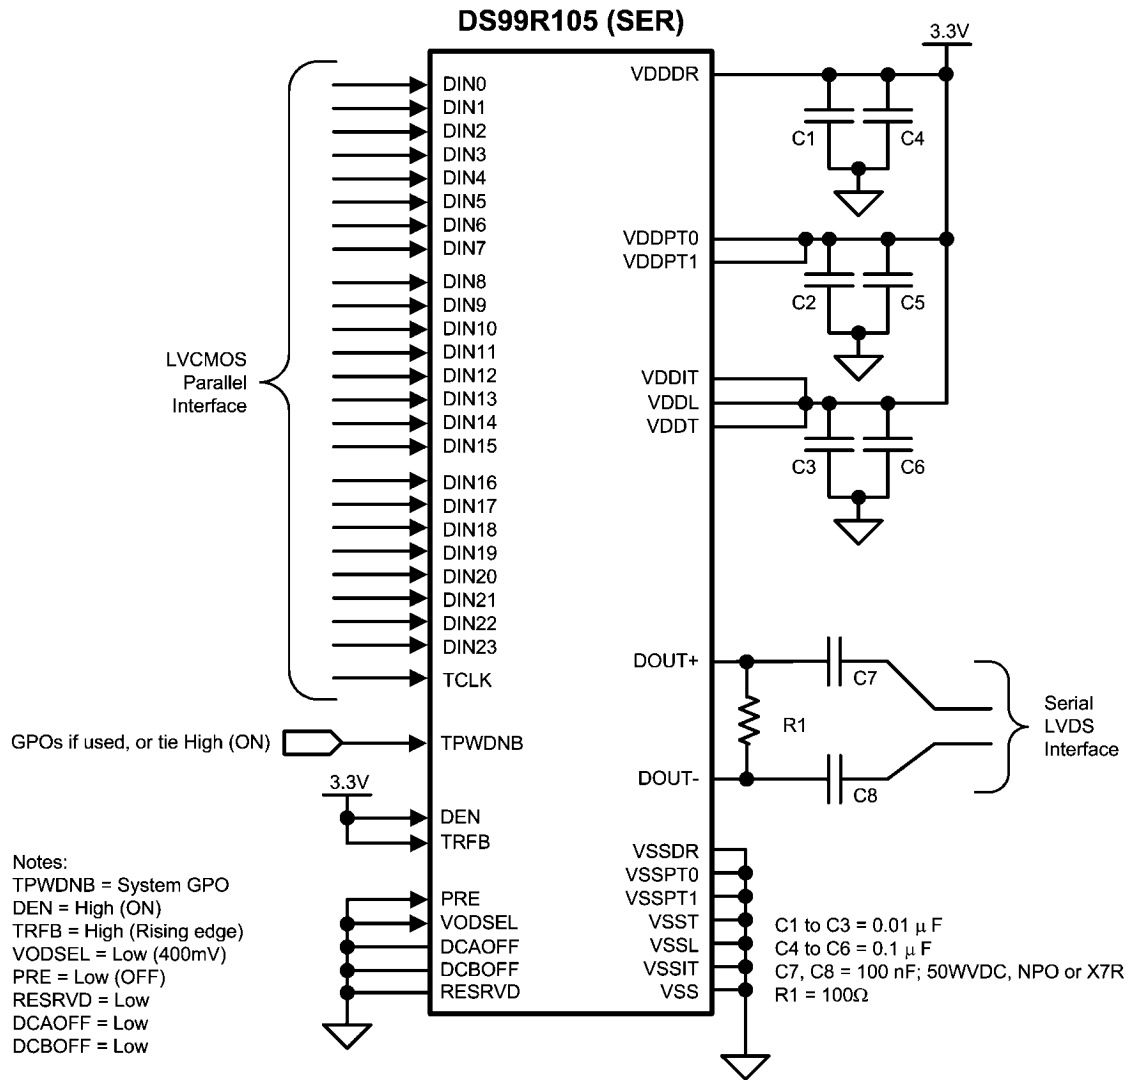 DS99R105 (SER)
3.3V
DIN0
DIN1
DIN2
DIN3
DIN4
DIN5
DIN6
DIN7
DIN8
DIN9
DIN10
DIN11
DIN12
DIN13
DIN14
DIN15
DIN16
DIN17
DIN18
DIN19
DIN20
DIN21
DIN22
DIN23
TCLK
LVCMOS
Parallel
Interface
GPOs if used, or tie High (ON)
TPWDNB
3.3V
DEN
TRFB
PRE
VODSEL
DCAOFF
DCBOFF
RESRVD
Notes:
TPWDNB = System GPO
DEN = High (ON)
TRFB = High (Rising edge)
VODSEL = Low (400mV)
PRE = Low (OFF)
RESRVD = Low
DCAOFF = Low
DCBOFF = Low
VDDDR
C1
C4
VDDPT0
VDDPT1
C2
C5
VDDIT
VDDL
VDDT
C3
C6
DOUT+
C7
R1
DOUT-
C8
Serial
LVDS
Interface
VSSDR
VSSPT0
VSSPT1
VSST
VSSL
VSSIT
VSS
C1 to C3 = 0.01 μF
C4 to C6 = 0.1 μF
C7, C8 = 100 nF; 50WVDC, NPO or X7R
R1 = 100Ω